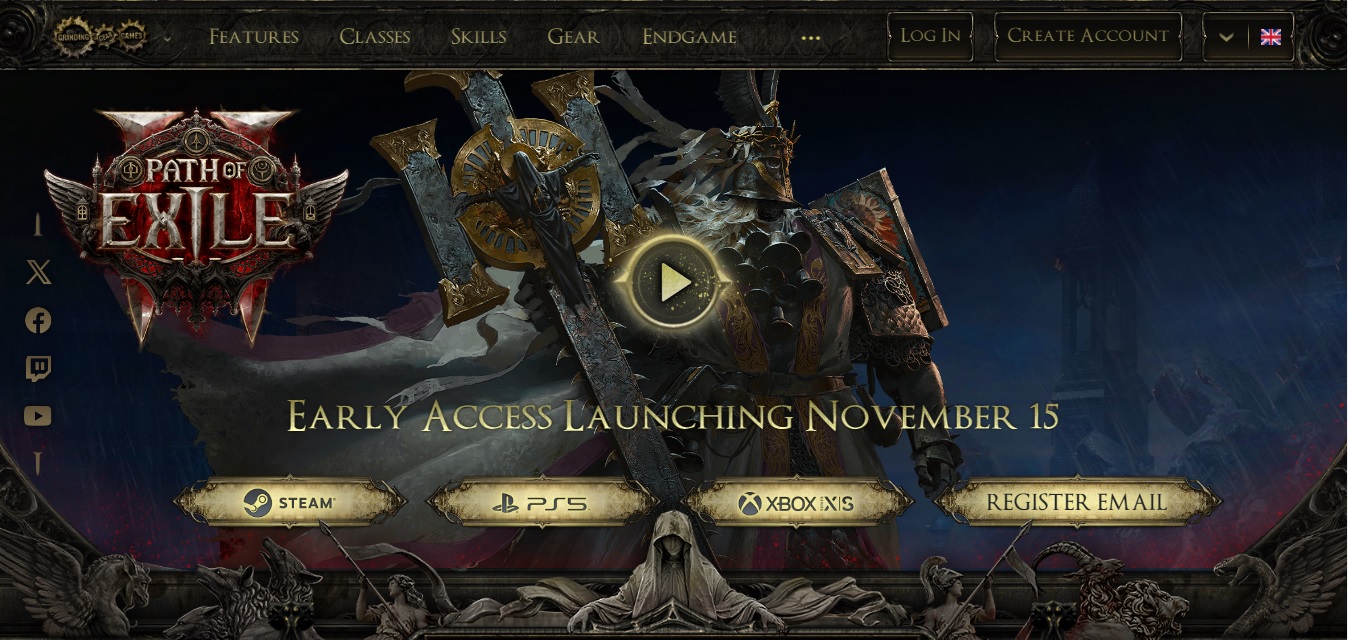 GRINDING GEAR GAMES
FEATURES
CLASSES
SKILLS
GEAR
ENDGAME
•••
LOG IN
CREATE ACCOUNT
PATH OF
EXILE
II
EARLY ACCESS LAUNCHING NOVEMBER 15
STEAM
PS5
XBOX SERIES X|S
REGISTER EMAIL